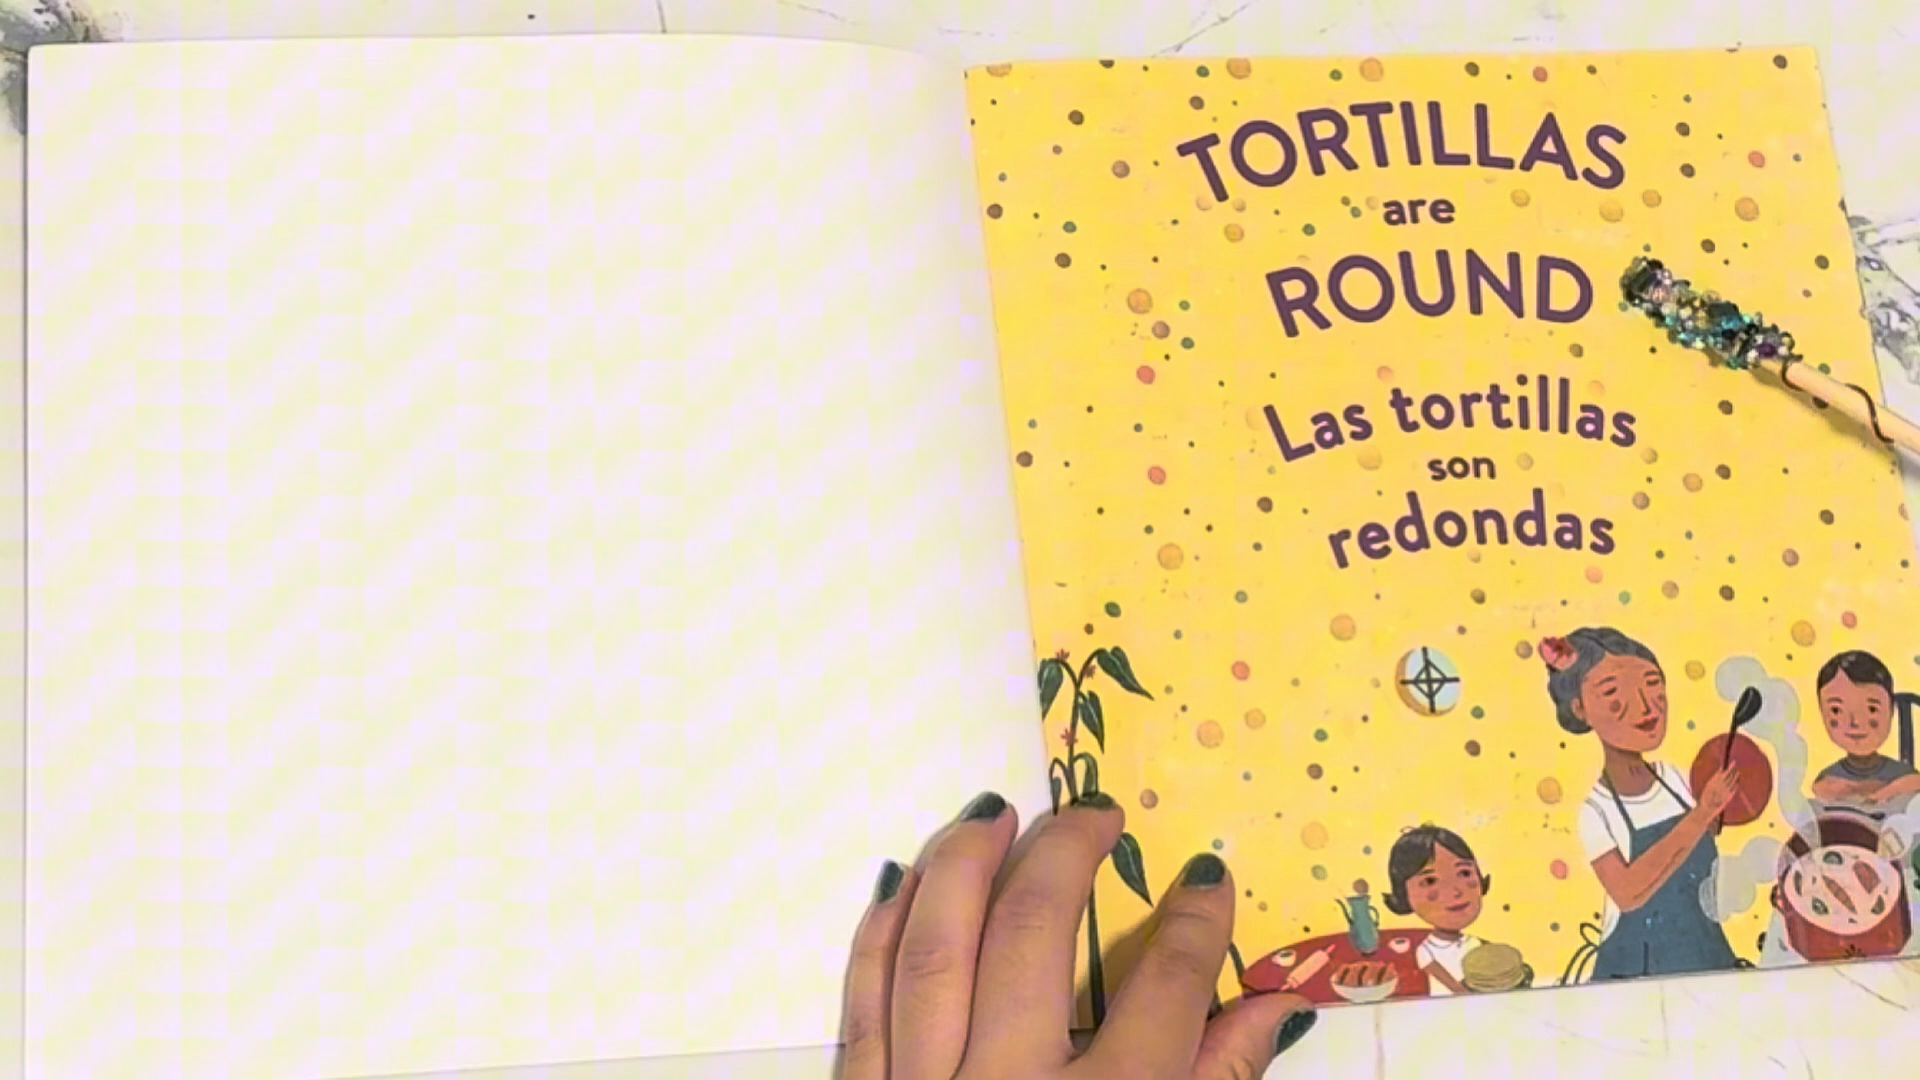 TORTILLAS
are
ROUND
Las tortillas
son
redondas